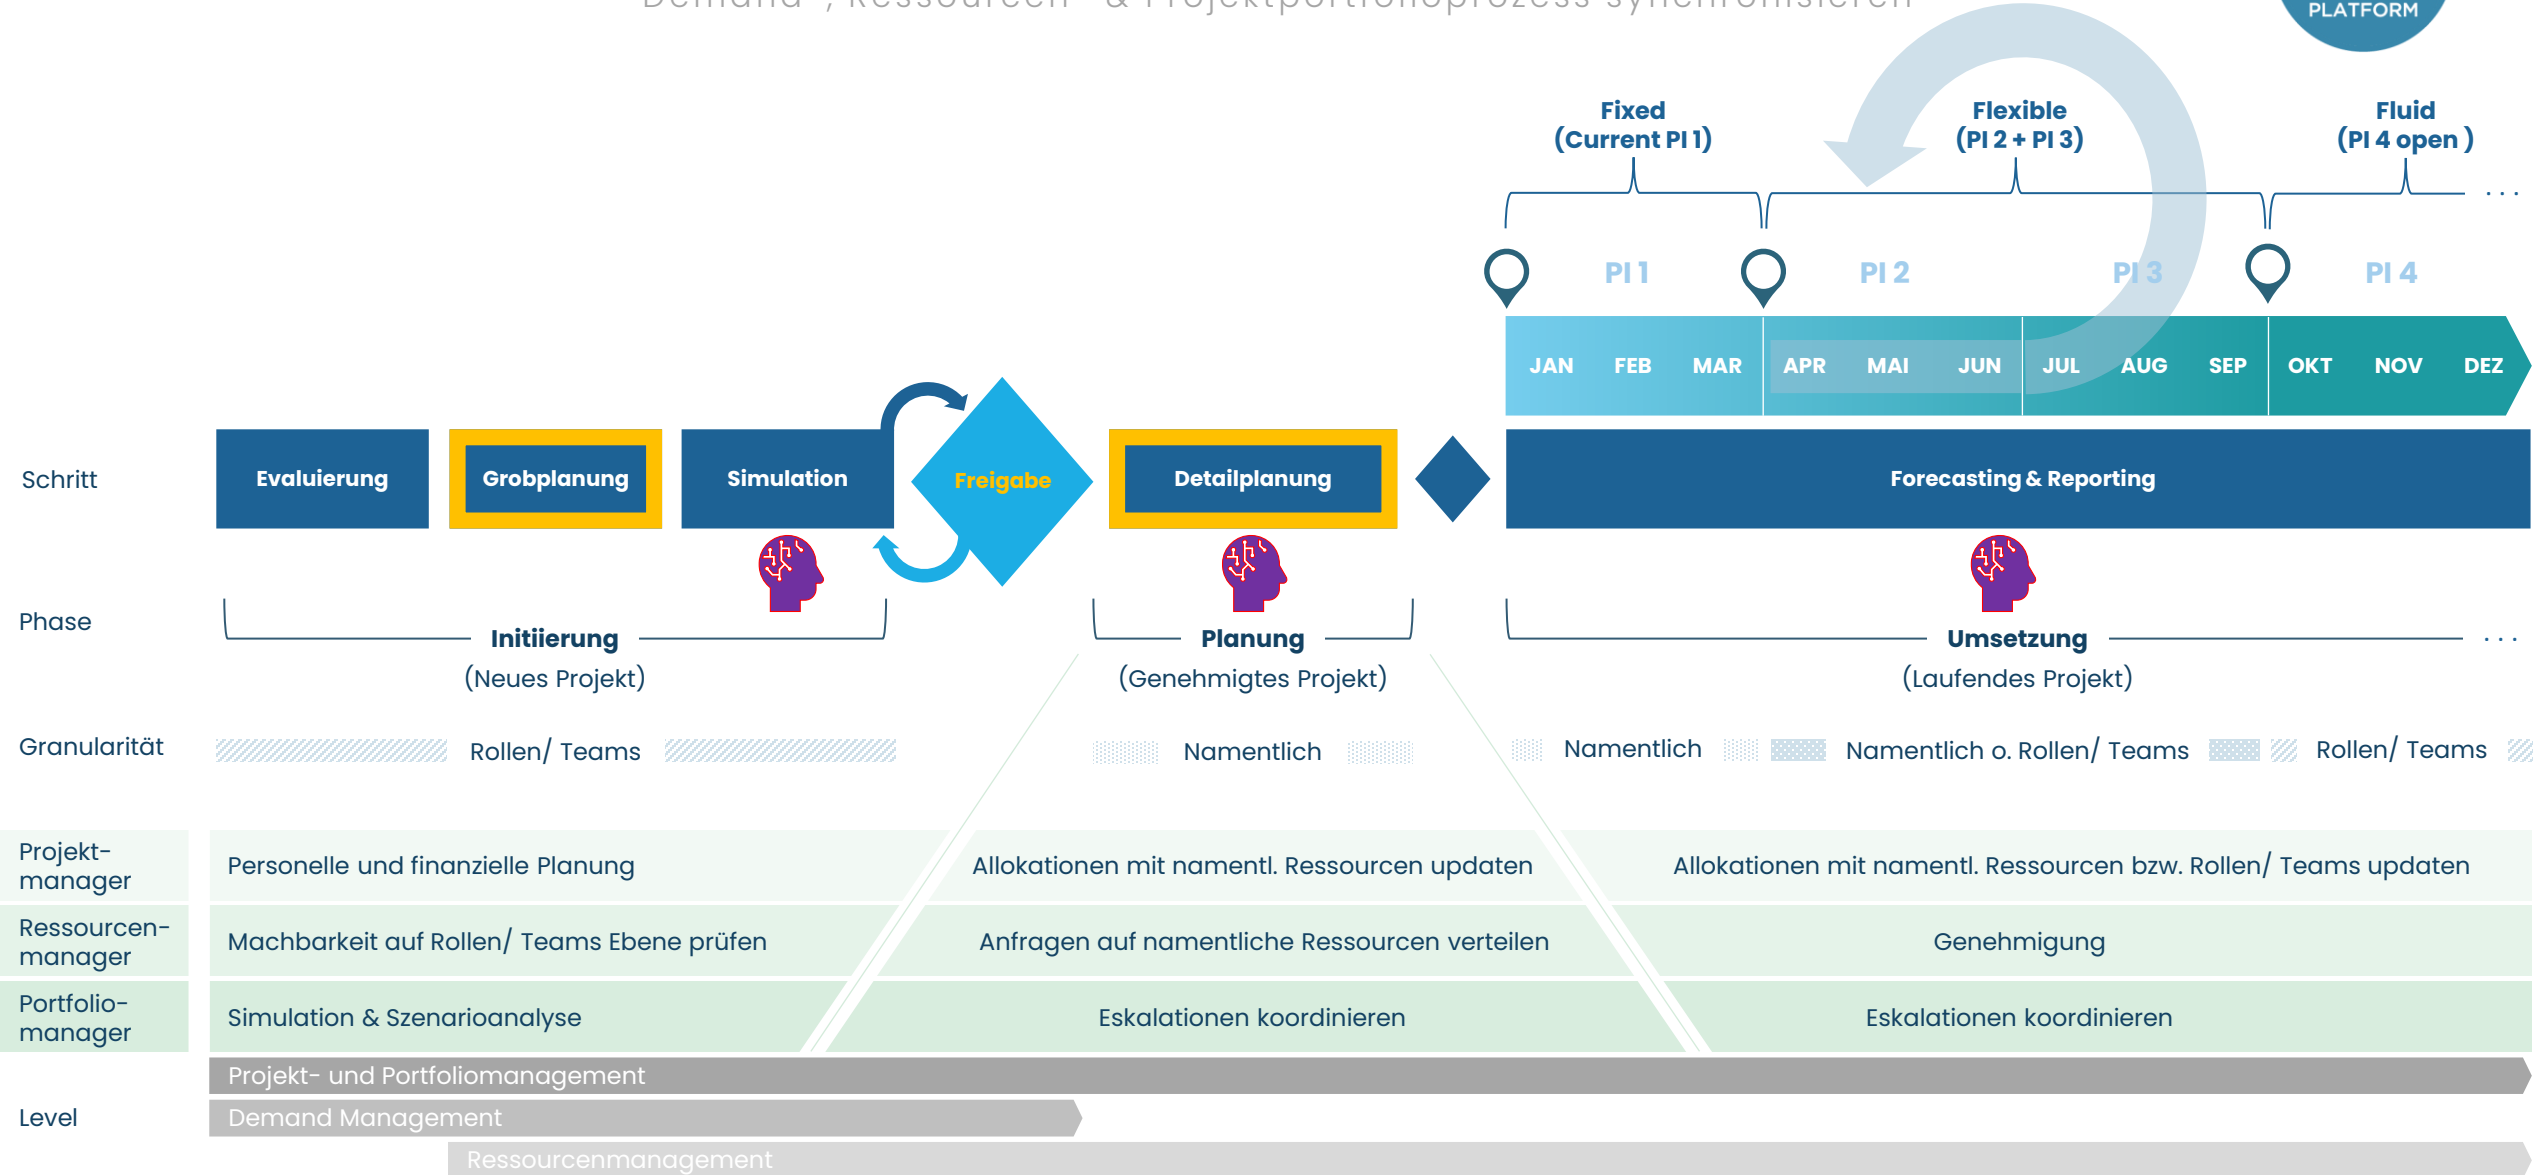 Demand-, Ressourcen- & Projektportfolioprozess synchronisieren
PLATFORM
Fixed
(Current PI 1)
Flexible
(PI 2 + PI 3)
Fluid
(PI 4 open )
. . .
PI 1
PI 2
PI 3
PI 4
JAN FEB MAR APR MAI JUN JUL AUG SEP OKT NOV DEZ
Schritt
Evaluierung
Grobplanung
Simulation
Freigabe
Detailplanung
Forecasting & Reporting
Phase
Initiierung
(Neues Projekt)
Planung
(Genehmigtes Projekt)
Umsetzung
(Laufendes Projekt)
. . .
Granularität
Rollen/ Teams
Namentlich
Namentlich
Namentlich o. Rollen/ Teams
Rollen/ Teams
Projekt-
manager
Personelle und finanzielle Planung
Allokationen mit namentl. Ressourcen updaten
Allokationen mit namentl. Ressourcen bzw. Rollen/ Teams updaten
Ressourcen-
manager
Machbarkeit auf Rollen/ Teams Ebene prüfen
Anfragen auf namentliche Ressourcen verteilen
Genehmigung
Portfolio-
manager
Simulation & Szenarioanalyse
Eskalationen koordinieren
Eskalationen koordinieren
Level
Projekt- und Portfoliomanagement
Demand Management
Ressourcenmanagement